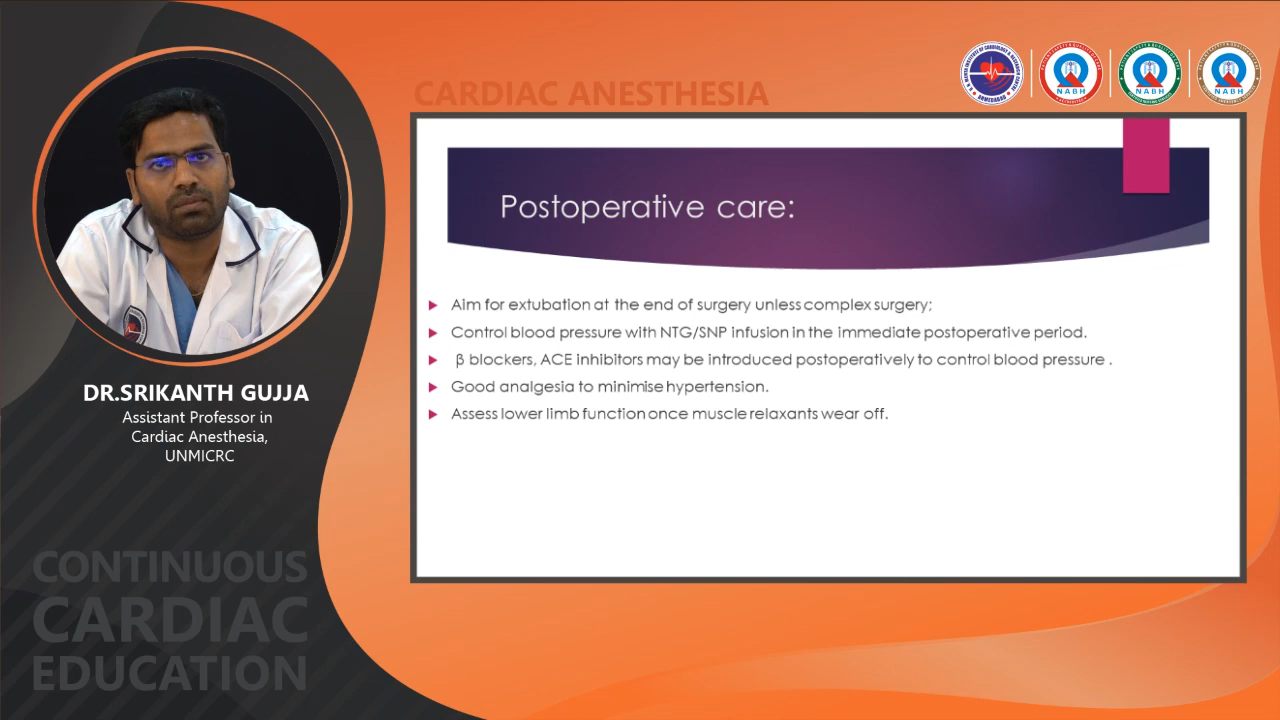 CARDIAC ANESTHESIA
NABH
NABH
NABH
Postoperative care:
Aim for extubation at the end of surgery unless complex surgery;
Control blood pressure with NTG/SNP infusion in the immediate postoperative period.
β blockers, ACE inhibitors may be introduced postoperatively to control blood pressure .
Good analgesia to minimise hypertension.
Assess lower limb function once muscle relaxants wear off.
DR.SRIKANTH GUJJA
Assistant Professor in
Cardiac Anesthesia,
UNMICRC
CONTINUOUS
CARDIAC
EDUCATION